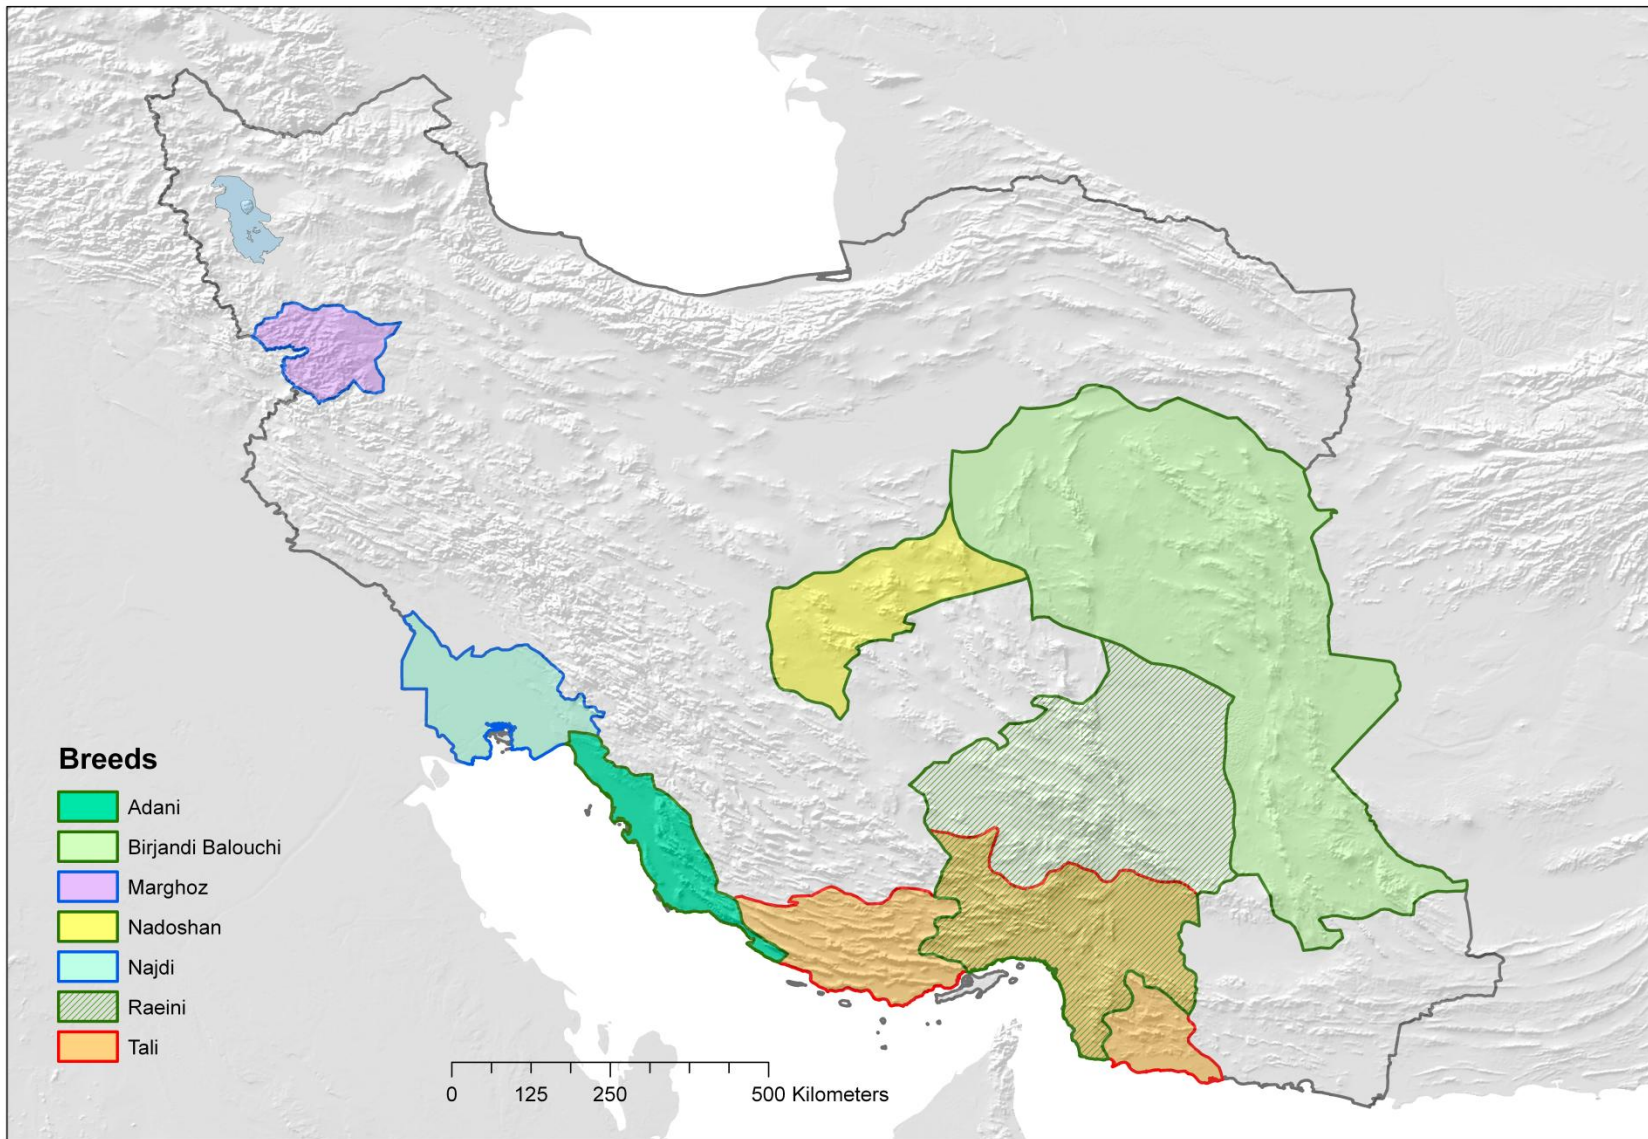 Breeds
Adani
Birjandi Balouchi
Marghoz
Nadoshan
Najdi
Raeini
Tali
0 125 250 500 Kilometers